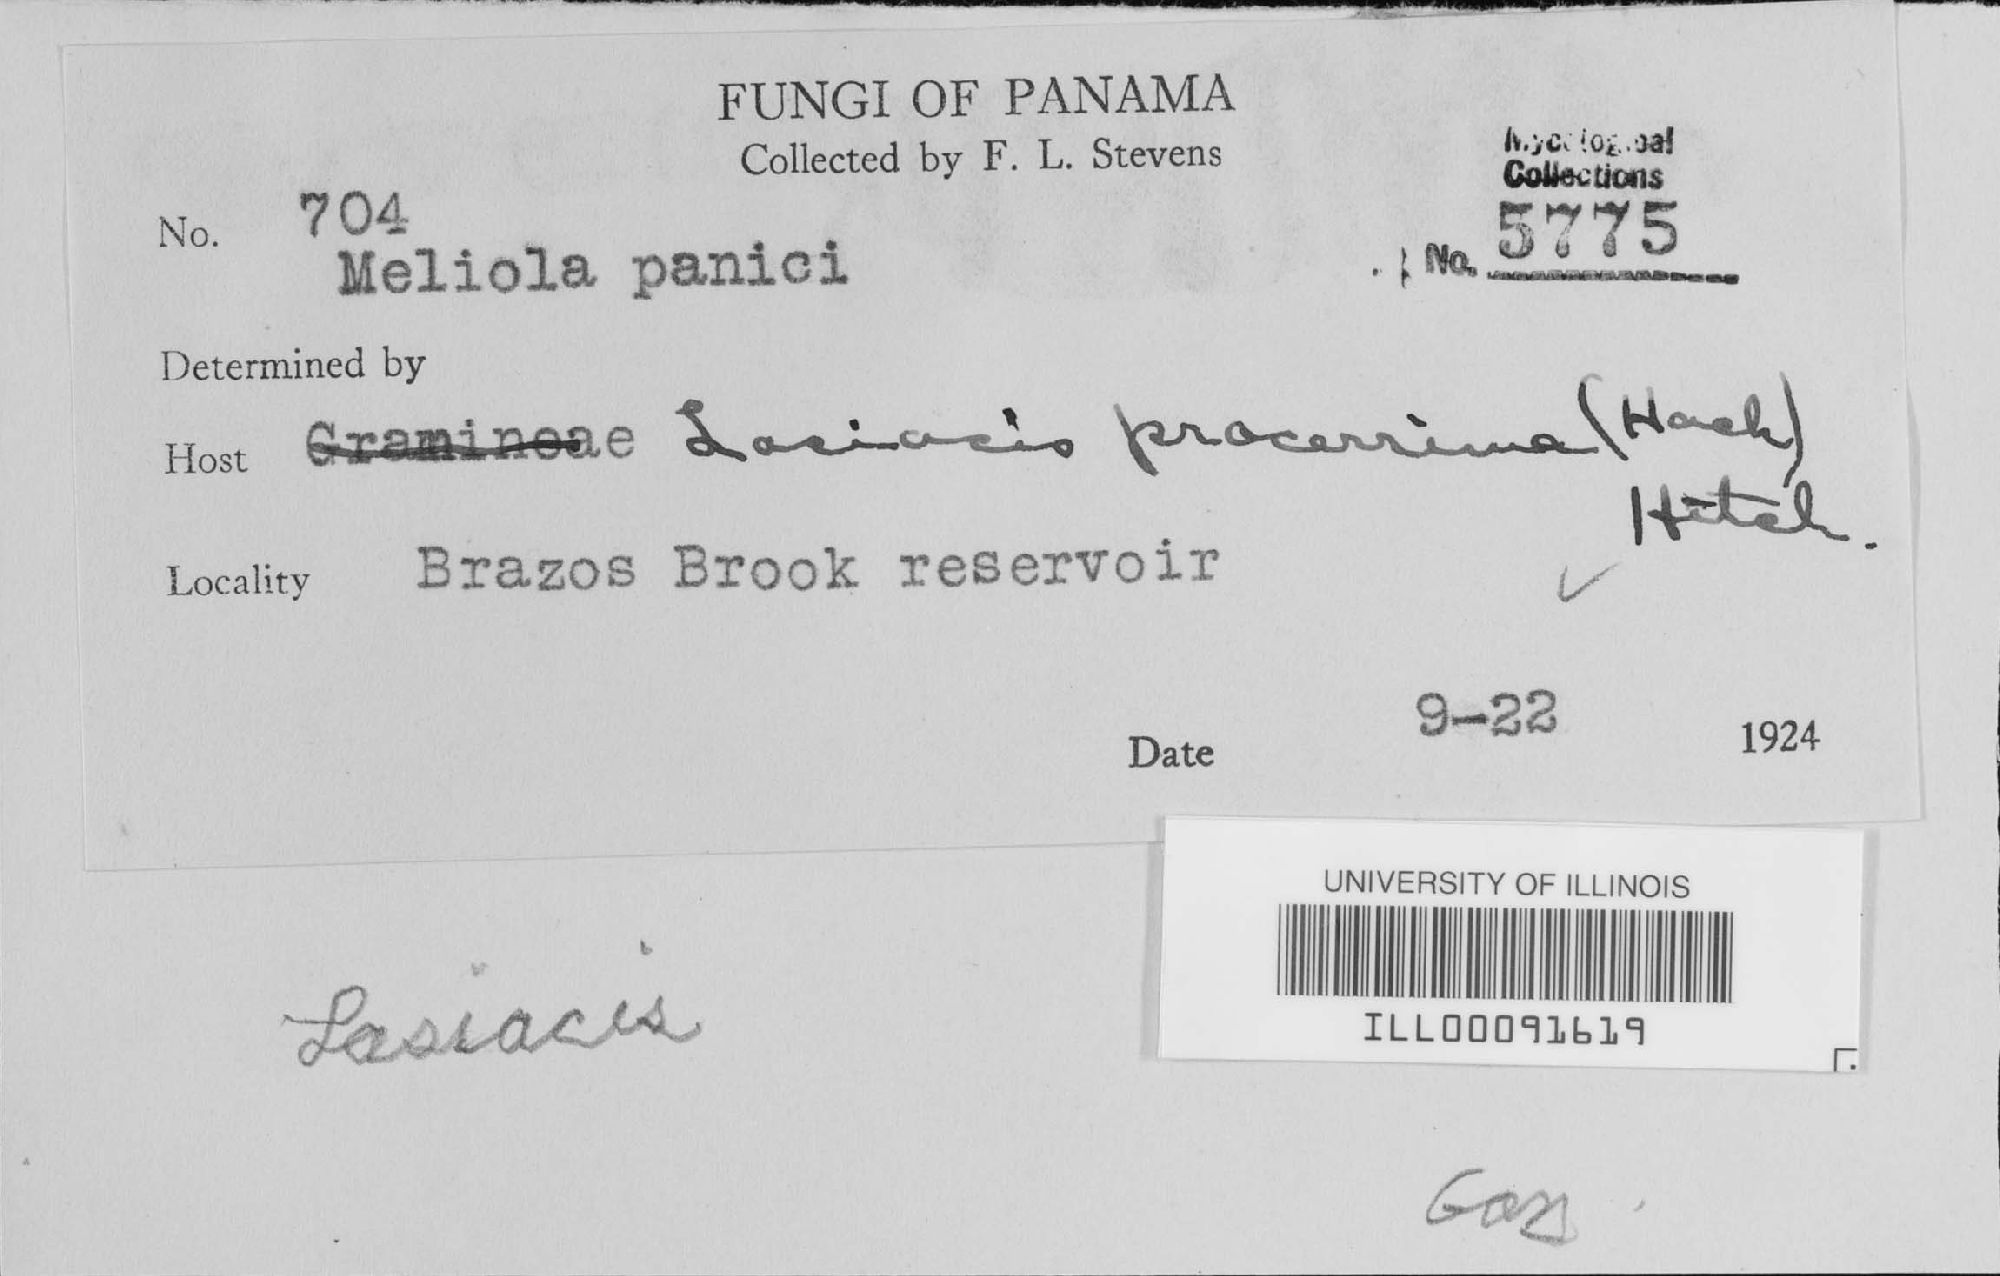 FUNGI OF PANAMA
Collected by F. L. Stevens
Collections
No. 704
No. 5775
Meliola panici
Determined by
Host Gramineae Lasiacis procerrima (Hack)
Hitch.
Locality Brazos Brook reservoir
Date 9-22 1924
UNIVERSITY OF ILLINOIS
ILL00091619
Lasiacis